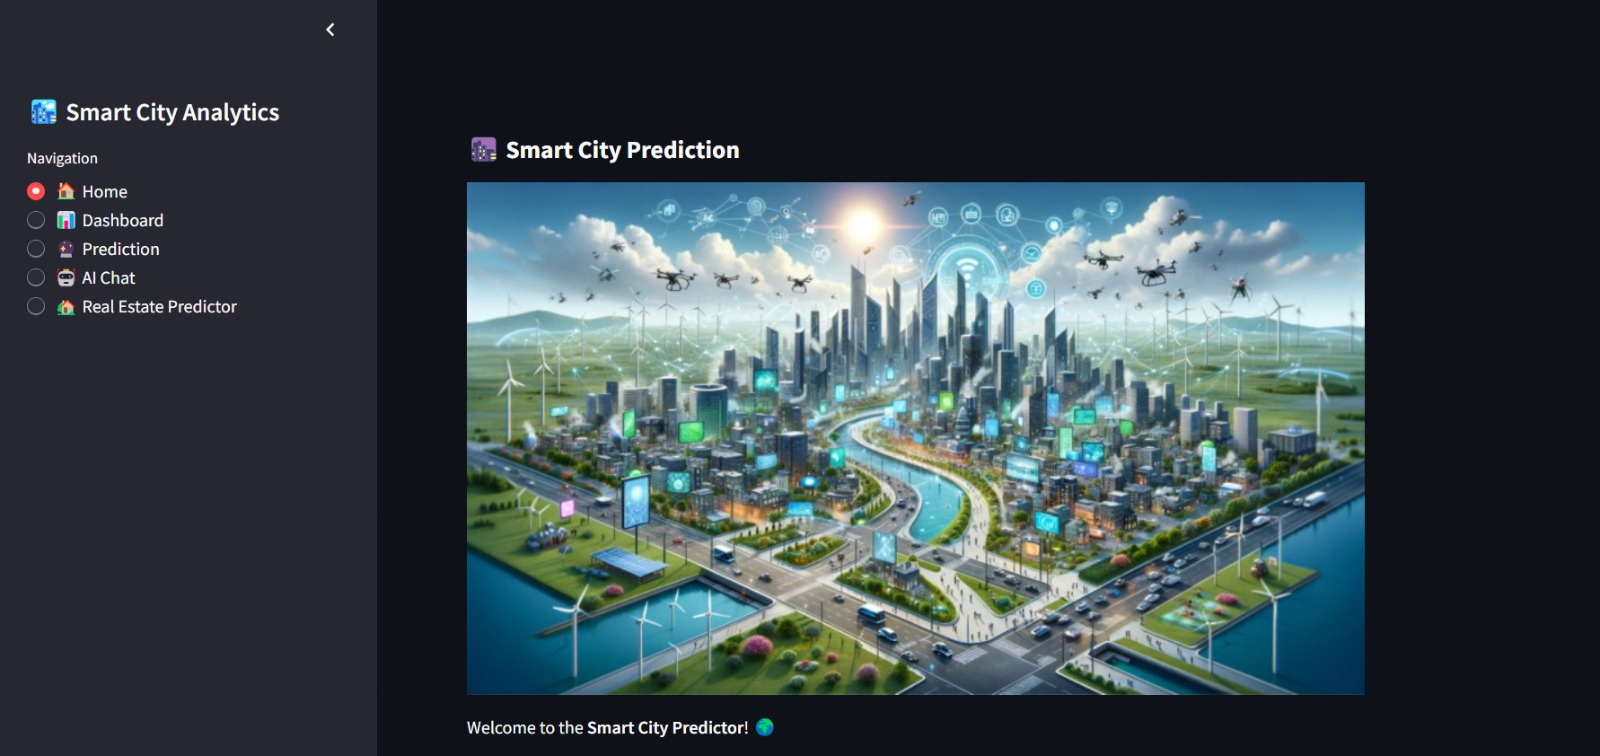 Smart City Analytics
Navigation
Home
Dashboard
Prediction
AI Chat
Real Estate Predictor
Smart City Prediction
Welcome to the Smart City Predictor!